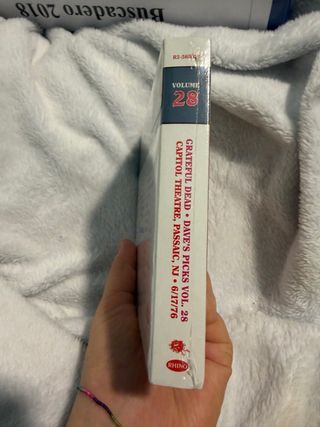 Buscadero 2018
VOLUME
28
GRATEFUL DEAD • DAVE'S PICKS VOL. 28
CAPITOL THEATRE, PASSAIC, NJ • 6/17/76
RHINO